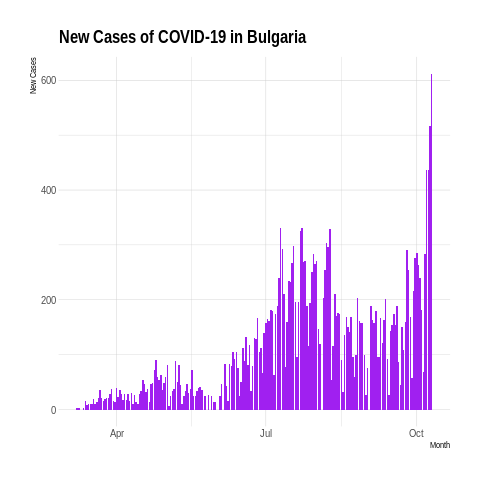 New Cases of COVID-19 in Bulgaria
New Cases
600
400
200
0
Apr
Jul
Oct
Month